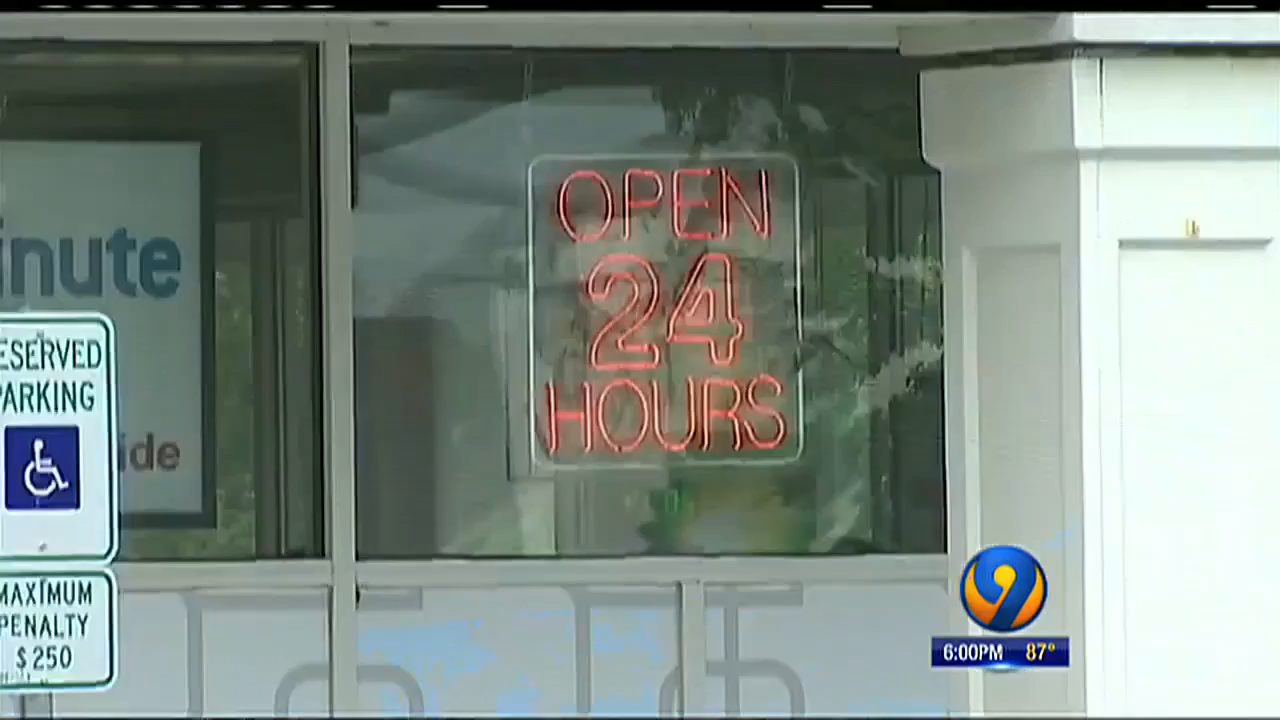 OPEN
24
HOURS
inute
ide
ESERVED
PARKING
MAXIMUM
PENALTY
$250
9
6:00PM 87°